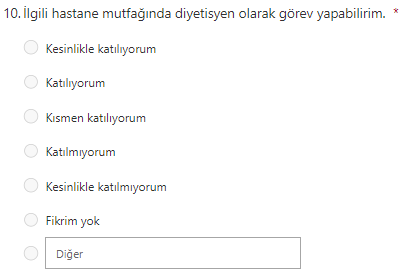 10. İlgili hastane mutfağında diyetisyen olarak görev yapabilirim. *
Kesinlikle katılıyorum
Katılıyorum
Kısmen katılıyorum
Katılmıyorum
Kesinlikle katılmıyorum
Fikrim yok
Diğer